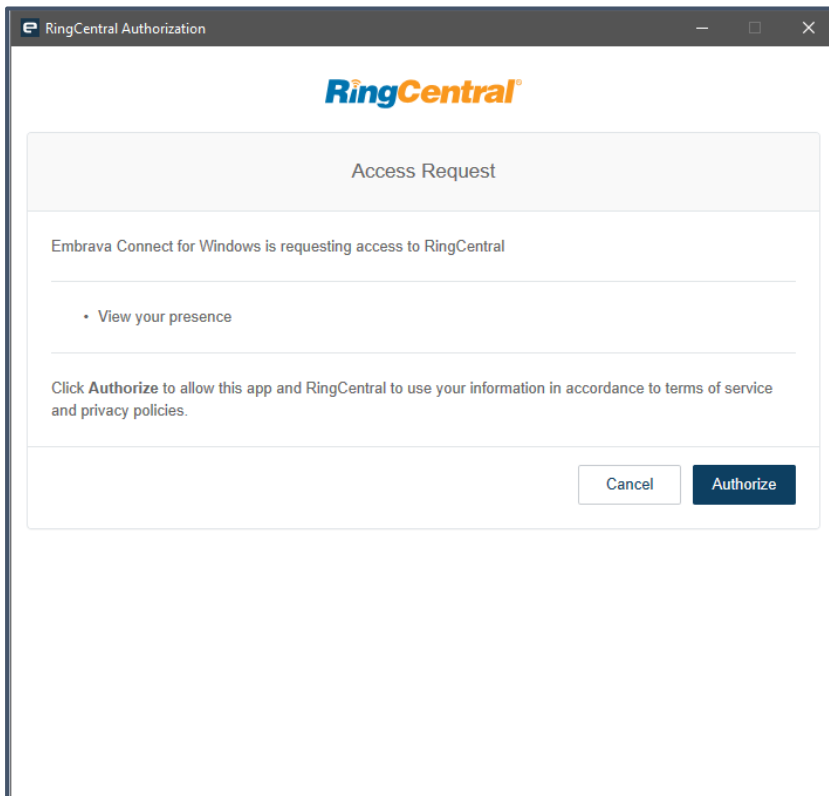 RingCentral Authorization
RingCentral®
Access Request
Embrava Connect for Windows is requesting access to RingCentral
• View your presence
Click Authorize to allow this app and RingCentral to use your information in accordance to terms of service
and privacy policies.
Cancel Authorize